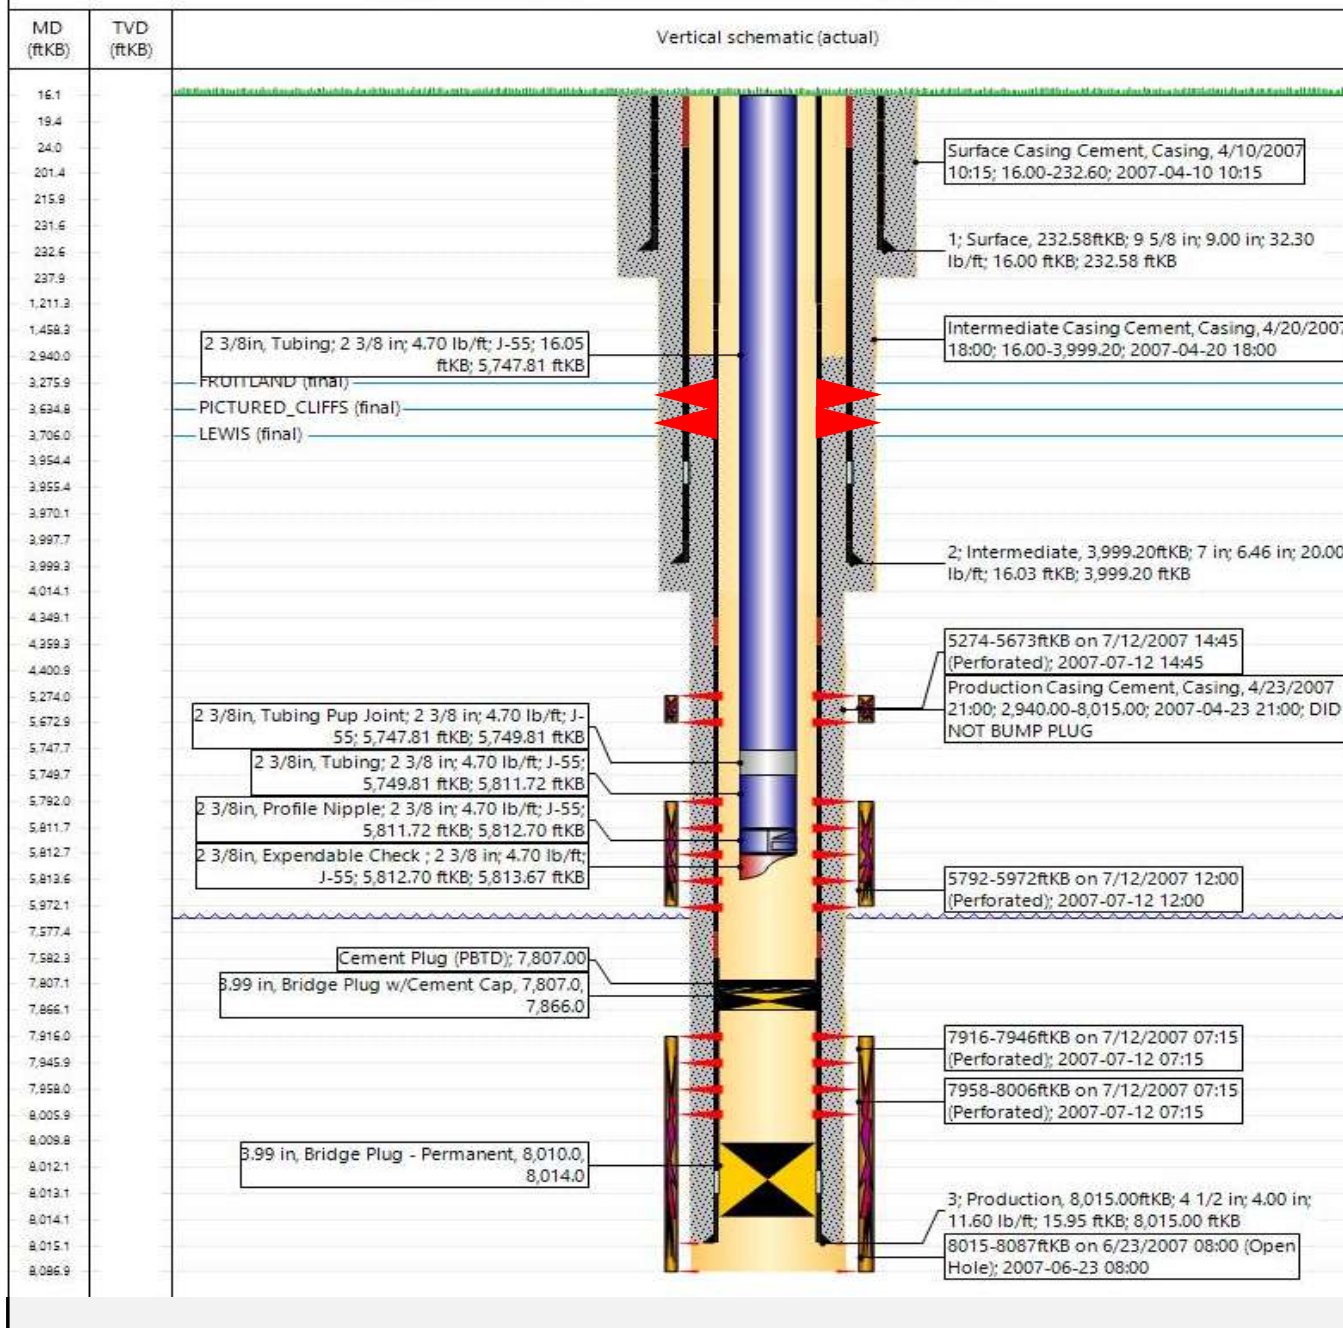 MD
(ftKB)
TVD
(ftKB)
Vertical schematic (actual)
16.1
19.4
24.0
201.4
215.9
231.6
232.6
237.9
1,211.3
1,458.3
2,940.0
3,275.9
3,634.8
3,706.0
3,954.4
3,955.4
3,970.1
3,997.7
3,999.3
4,014.1
4,349.1
4,359.3
4,400.9
5,274.0
5,672.9
5,747.7
5,749.7
5,792.0
5,811.7
5,812.7
5,813.6
5,972.1
7,577.4
7,582.3
7,807.1
7,866.1
7,916.0
7,945.9
7,958.0
8,005.9
8,009.8
8,012.1
8,013.1
8,014.1
8,015.1
8,086.9
2 3/8in, Tubing; 2 3/8 in; 4.70 lb/ft; J-55; 16.05
ftKB; 5,747.81 ftKB
FRUITLAND (final)
PICTURED_CLIFFS (final)
LEWIS (final)
2 3/8in, Tubing Pup Joint; 2 3/8 in; 4.70 lb/ft; J-
55; 5,747.81 ftKB; 5,749.81 ftKB
2 3/8in, Tubing; 2 3/8 in; 4.70 lb/ft; J-55;
5,749.81 ftKB; 5,811.72 ftKB
2 3/8in, Profile Nipple; 2 3/8 in; 4.70 lb/ft; J-55;
5,811.72 ftKB; 5,812.70 ftKB
2 3/8in, Expendable Check ; 2 3/8 in; 4.70 lb/ft;
J-55; 5,812.70 ftKB; 5,813.67 ftKB
Cement Plug (PBTD); 7,807.00
3.99 in, Bridge Plug w/Cement Cap, 7,807.0,
7,866.0
3.99 in, Bridge Plug - Permanent, 8,010.0,
8,014.0
Surface Casing Cement, Casing, 4/10/2007
10:15; 16.00-232.60; 2007-04-10 10:15
1; Surface, 232.58ftKB; 9 5/8 in; 9.00 in; 32.30
lb/ft; 16.00 ftKB; 232.58 ftKB
Intermediate Casing Cement, Casing, 4/20/2007
18:00; 16.00-3,999.20; 2007-04-20 18:00
2; Intermediate, 3,999.20ftKB; 7 in; 6.46 in; 20.00
lb/ft; 16.03 ftKB; 3,999.20 ftKB
5274-5673ftKB on 7/12/2007 14:45
(Perforated); 2007-07-12 14:45
Production Casing Cement, Casing, 4/23/2007
21:00; 2,940.00-8,015.00; 2007-04-23 21:00; DID
NOT BUMP PLUG
5792-5972ftKB on 7/12/2007 12:00
(Perforated); 2007-07-12 12:00
7916-7946ftKB on 7/12/2007 07:15
(Perforated); 2007-07-12 07:15
7958-8006ftKB on 7/12/2007 07:15
(Perforated); 2007-07-12 07:15
3; Production, 8,015.00ftKB; 4 1/2 in; 4.00 in;
11.60 lb/ft; 15.95 ftKB; 8,015.00 ftKB
8015-8087ftKB on 6/23/2007 08:00 (Open
Hole); 2007-06-23 08:00